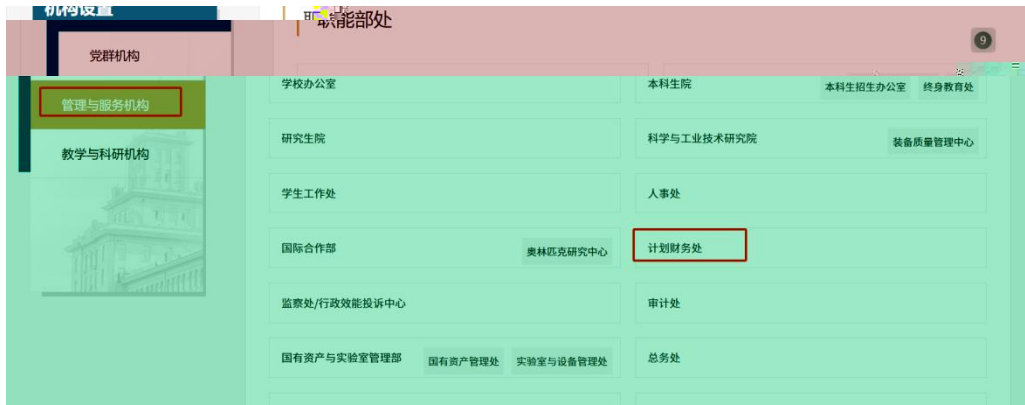 机构设置
党群机构
管理与服务机构
教学与科研机构
职能部处
9
学校办公室
本科生院 本科生招生办公室 终身教育处
研究生院
科学与工业技术研究院 装备质量管理中心
学生工作处
人事处
国际合作部 奥林匹克研究中心
计划财务处
监察处/行政效能投诉中心
审计处
国有资产与实验室管理部 国有资产管理处 实验室与设备管理处
总务处